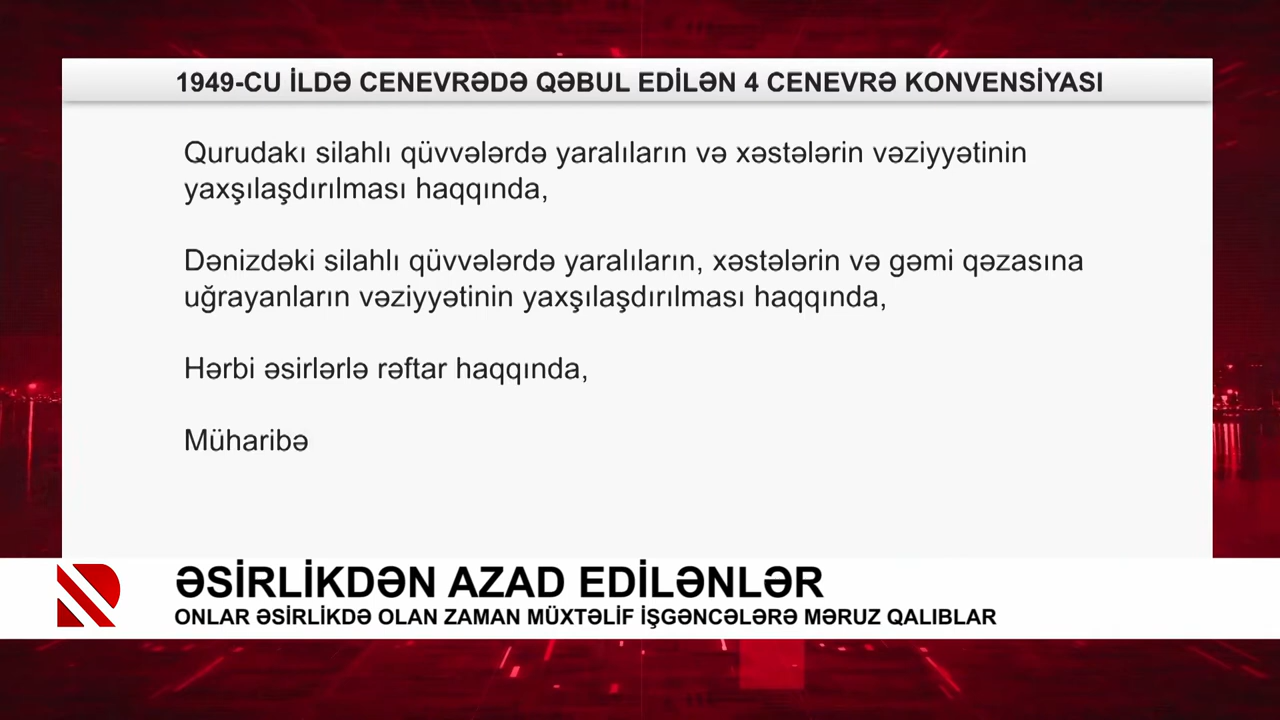 1949-CU İLDƏ CENEVRƏDƏ QƏBUL EDİLƏN 4 CENEVRƏ KONVENSİYASI
Qurudakı silahlı qüvvələrdə yaralıların və xəstələrin vəziyyətinin
yaxşılaşdırılması haqqında,
Dənizdəki silahlı qüvvələrdə yaralıların, xəstələrin və gəmi qəzasına
uğrayanların vəziyyətinin yaxşılaşdırılması haqqında,
Hərbi əsirlərlə rəftar haqqında,
Müharibə
ƏSİRLİKDƏN AZAD EDİLƏNLƏR
ONLAR ƏSİRLİKDƏ OLAN ZAMAN MÜXTƏLİF İŞGƏNCƏLƏRƏ MƏRUZ QALIBLAR